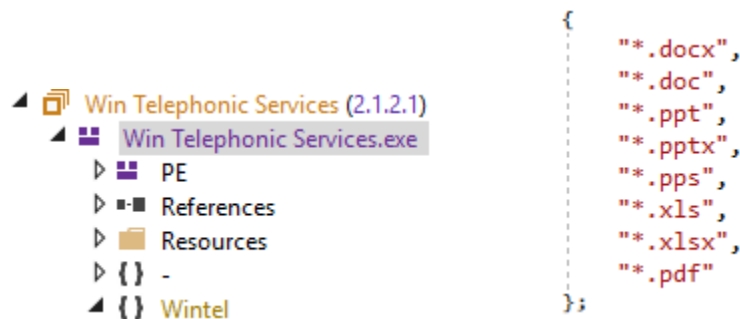 Win Telephonic Services (2.1.2.1)
Win Telephonic Services.exe
PE
References
Resources
{ } -
{ } Wintel
{
"*.docx",
"*.doc",
"*.ppt",
"*.pptx",
"*.pps",
"*.xls",
"*.xlsx",
"*.pdf"
};